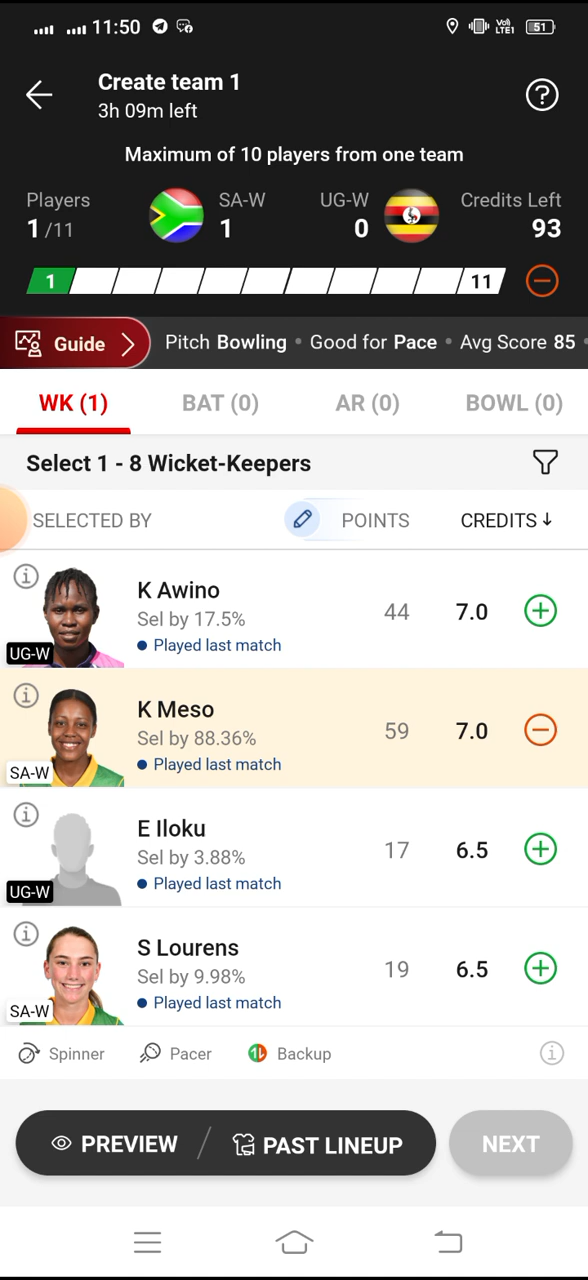 11:50 Vo) LTE1 51
Create team 1
3h 09m left
Maximum of 10 players from one team
Players SA-W UG-W Credits Left
1 /11 1 0 93
1 11
Guide Pitch Bowling • Good for Pace • Avg Score 85
WK (1) BAT (0) AR (0) BOWL (0)
Select 1 - 8 Wicket-Keepers
SELECTED BY POINTS CREDITS↓
K Awino
Sel by 17.5% 44 7.0
Played last match
UG-W
K Meso
Sel by 88.36% 59 7.0
Played last match
SA-W
E Iloku
Sel by 3.88% 17 6.5
Played last match
UG-W
S Lourens
Sel by 9.98% 19 6.5
Played last match
SA-W
Spinner Pacer Backup
PREVIEW / PAST LINEUP NEXT